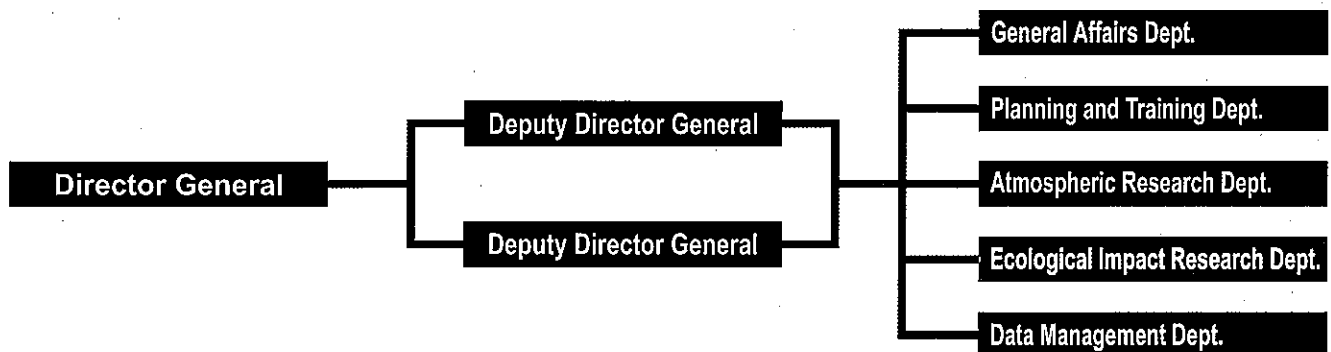 Director General
Deputy Director General
Deputy Director General
General Affairs Dept.
Planning and Training Dept.
Atmospheric Research Dept.
Ecological Impact Research Dept.
Data Management Dept.